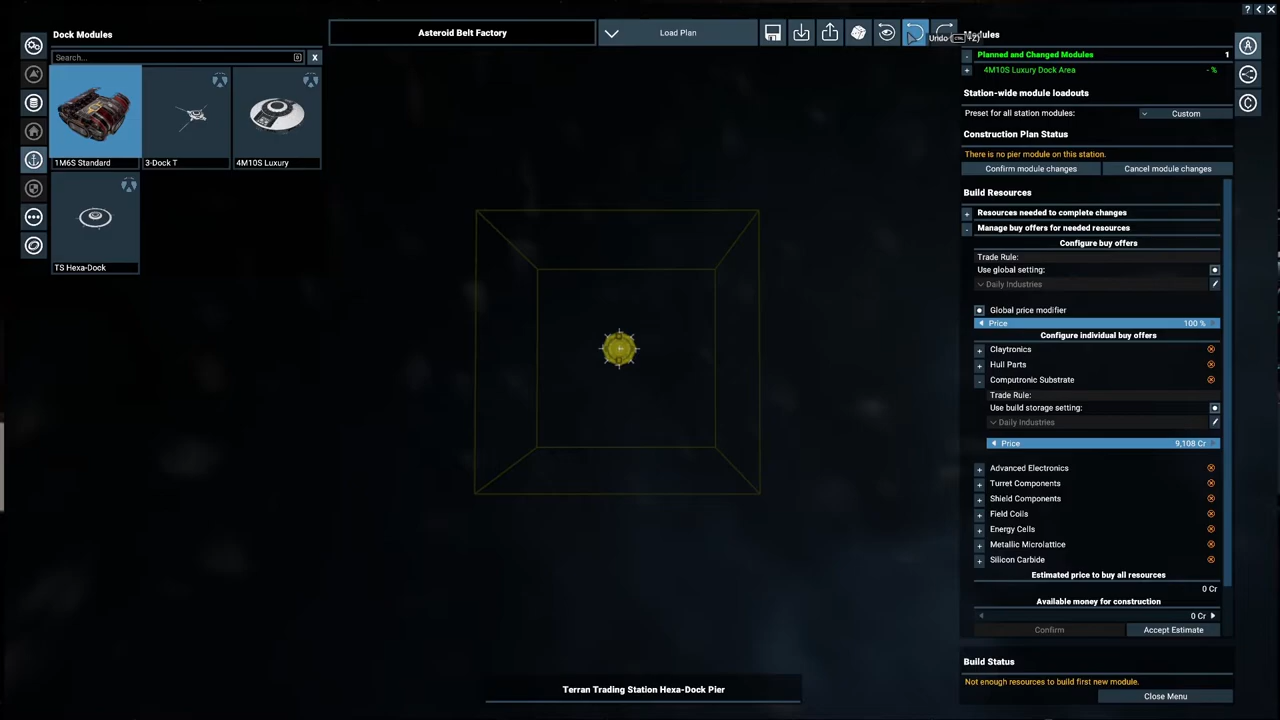 Dock Modules
Search...
X
1M6S Standard
3-Dock T
4M10S Luxury
TS Hexa-Dock
Asteroid Belt Factory
Load Plan
Undo
+Z)
Modules
- Planned and Changed Modules 1
+ 4M10S Luxury Dock Area - %
Station-wide module loadouts
Preset for all station modules: Custom
Construction Plan Status
There is no pier module on this station.
Confirm module changes Cancel module changes
Build Resources
+ Resources needed to complete changes
- Manage buy offers for needed resources
Configure buy offers
Trade Rule:
Use global setting:
Daily Industries
Global price modifier
Price 100 %
Configure individual buy offers
+ Claytronics
+ Hull Parts
- Computronic Substrate
Trade Rule:
Use build storage setting:
Daily Industries
Price 9,108 Cr
+ Advanced Electronics
+ Turret Components
+ Shield Components
+ Field Coils
+ Energy Cells
+ Metallic Microlattice
+ Silicon Carbide
Estimated price to buy all resources
0 Cr
Available money for construction
0 Cr
Confirm Accept Estimate
Build Status
Not enough resources to build first new module.
Close Menu
Terran Trading Station Hexa-Dock Pier